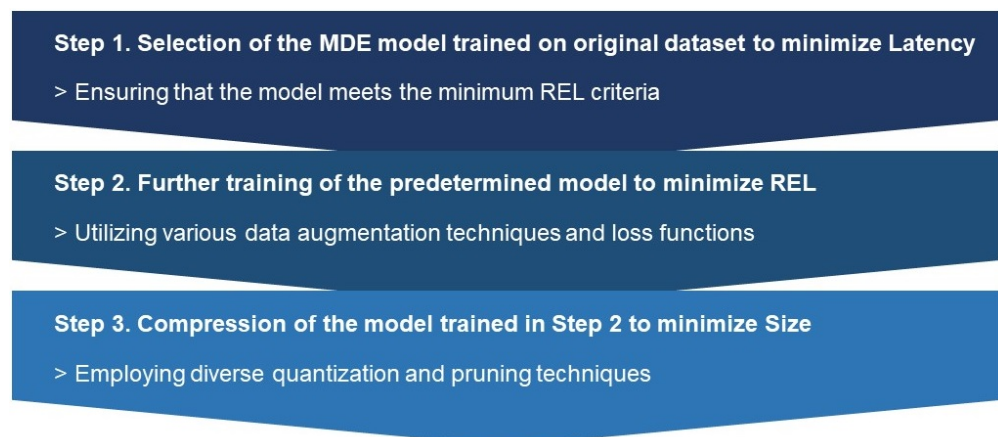 Step 1. Selection of the MDE model trained on original dataset to minimize Latency
> Ensuring that the model meets the minimum REL criteria
Step 2. Further training of the predetermined model to minimize REL
> Utilizing various data augmentation techniques and loss functions
Step 3. Compression of the model trained in Step 2 to minimize Size
> Employing diverse quantization and pruning techniques